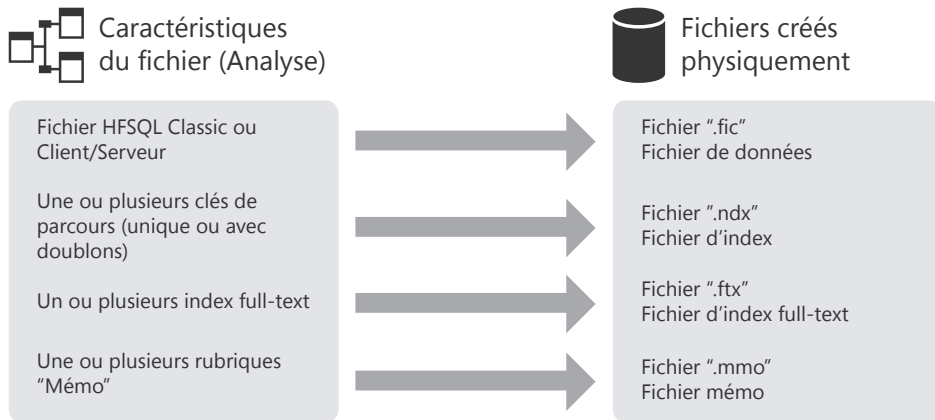 Caractéristiques
du fichier (Analyse)
Fichiers créés
physiquement
Fichier HFSQL Classic ou
Client/Serveur
Fichier ".fic"
Fichier de données
Une ou plusieurs clés de
parcours (unique ou avec
doublons)
Fichier ".ndx"
Fichier d'index
Un ou plusieurs index full-text
Fichier ".ftx"
Fichier d'index full-text
Une ou plusieurs rubriques
"Mémo"
Fichier ".mmo"
Fichier mémo